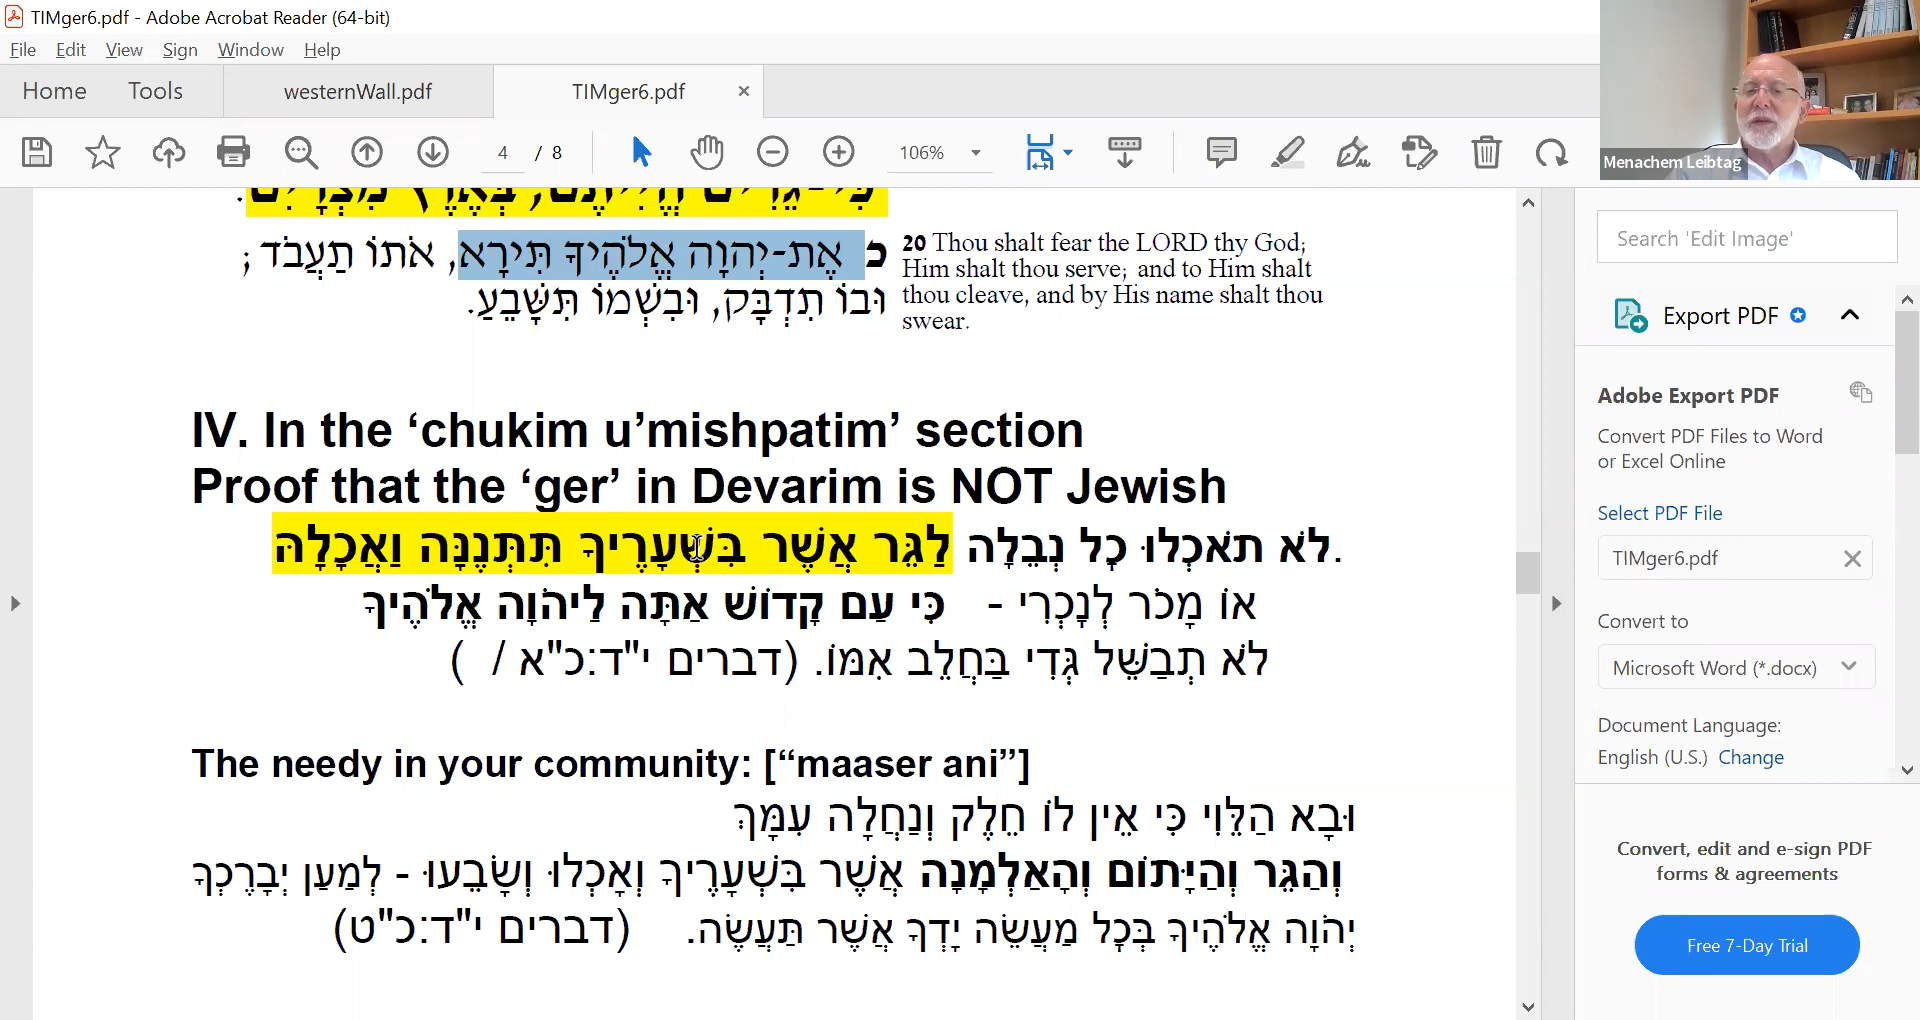 TIMger6.pdf - Adobe Acrobat Reader (64-bit)
File Edit View Sign Window Help
Home Tools westernWall.pdf TIMger6.pdf ×
4 / 8 106%
Menachem Leibtag
כִּי-גֵרִים הֱיִיתֶם, בְּאֶרֶץ מִצְרָיִם.
כ אֶת-יְהוָה אֱלֹהֶיךָ תִּירָא, אֹתוֹ תַעֲבֹד;
וּבוֹ תִדְבָּק, וּבִשְׁמוֹ תִּשָּׁבֵעַ.
20 Thou shalt fear the LORD thy God;
Him shalt thou serve; and to Him shalt
thou cleave, and by His name shalt thou
swear.
IV. In the ‘chukim u’mishpatim’ section
Proof that the ‘ger’ in Devarim is NOT Jewish
לֹא תֹאכְלוּ כָל נְבֵלָה לַגֵּר אֲשֶׁר בִּשְׁעָרֶיךָ תִּתְּנֶנָּה וַאֲכָלָהּ.
אוֹ מָכֹר לְנָכְרִי - כִּי עַם קָדוֹשׁ אַתָּה לַיהוָה אֱלֹהֶיךָ
לֹא תְבַשֵּׁל גְּדִי בַּחֲלֵב אִמּוֹ. (דברים י"ד:כ"א / )
The needy in your community: [“maaser ani”]
וּבָא הַלֵּוִי כִּי אֵין לוֹ חֵלֶק וְנַחֲלָה עִמָּךְ
וְהַגֵּר וְהַיָּתוֹם וְהָאַלְמָנָה אֲשֶׁר בִּשְׁעָרֶיךָ וְאָכְלוּ וְשָׂבֵעוּ - לְמַעַן יְבָרֶכְךָ
יְהוָה אֱלֹהֶיךָ בְּכָל מַעֲשֵׂה יָדְךָ אֲשֶׁר תַּעֲשֶׂה. (דברים י"ד:כ"ט)
Search 'Edit Image'
Export PDF
Adobe Export PDF
Convert PDF Files to Word
or Excel Online
Select PDF File
TIMger6.pdf
Convert to
Microsoft Word (*.docx)
Document Language:
English (U.S.) Change
Convert, edit and e-sign PDF
forms & agreements
Free 7-Day Trial